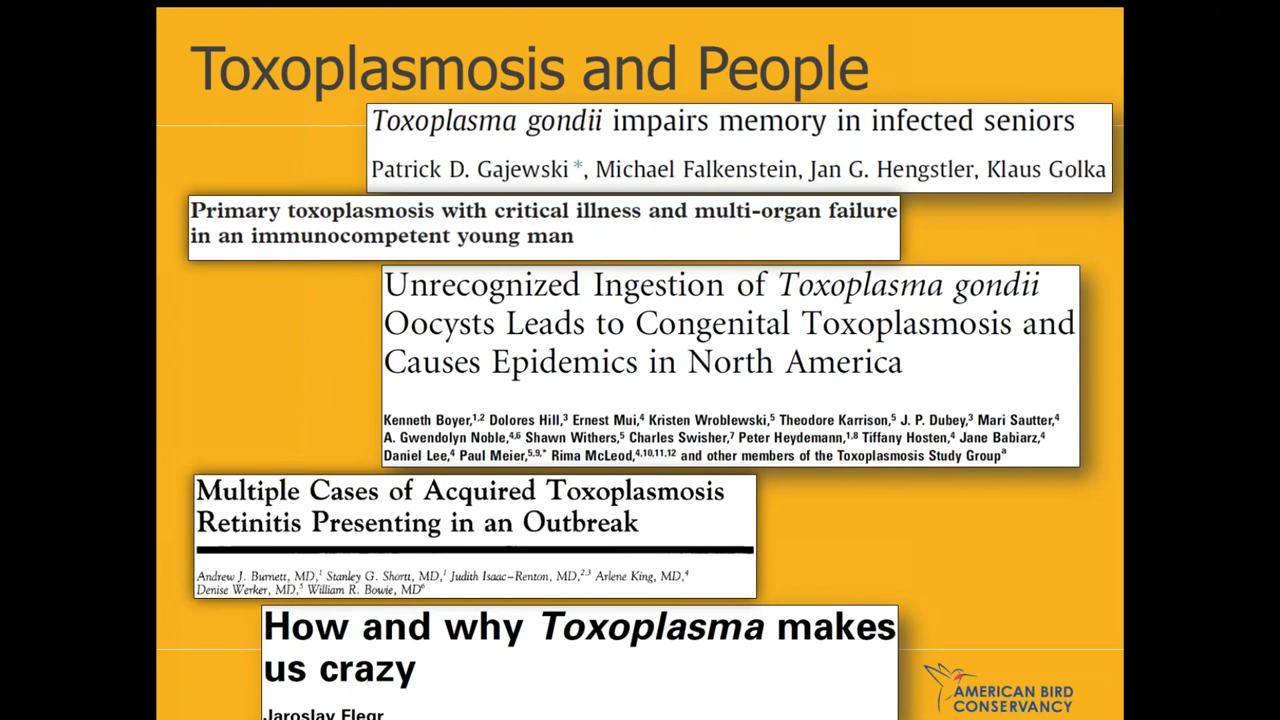 Toxoplasmosis and People
Toxoplasma gondii impairs memory in infected seniors
Patrick D. Gajewski *, Michael Falkenstein, Jan G. Hengstler, Klaus Golka
Primary toxoplasmosis with critical illness and multi-organ failure
in an immunocompetent young man
Unrecognized Ingestion of Toxoplasma gondii
Oocysts Leads to Congenital Toxoplasmosis and
Causes Epidemics in North America
Kenneth Boyer,1,2 Dolores Hill,3 Ernest Mui,4 Kristen Wroblewski,5 Theodore Karrison,5 J. P. Dubey,3 Mari Sautter,4
A. Gwendolyn Noble,4,6 Shawn Withers,5 Charles Swisher,7 Peter Heydemann,1,8 Tiffany Hosten,4 Jane Babiarz,4
Daniel Lee,4 Paul Meier,5,9,* Rima McLeod,4,10,11,12 and other members of the Toxoplasmosis Study Groupa
Multiple Cases of Acquired Toxoplasmosis
Retinitis Presenting in an Outbreak
Andrew J. Burnett, MD,1 Stanley G. Shortt, MD,1 Judith Isaac-Renton, MD,2,3 Arlene King, MD,4
Denise Werker, MD,5 William R. Bowie, MD6
How and why Toxoplasma makes
us crazy
Jaroslav Flegr
AMERICAN BIRD
CONSERVANCY